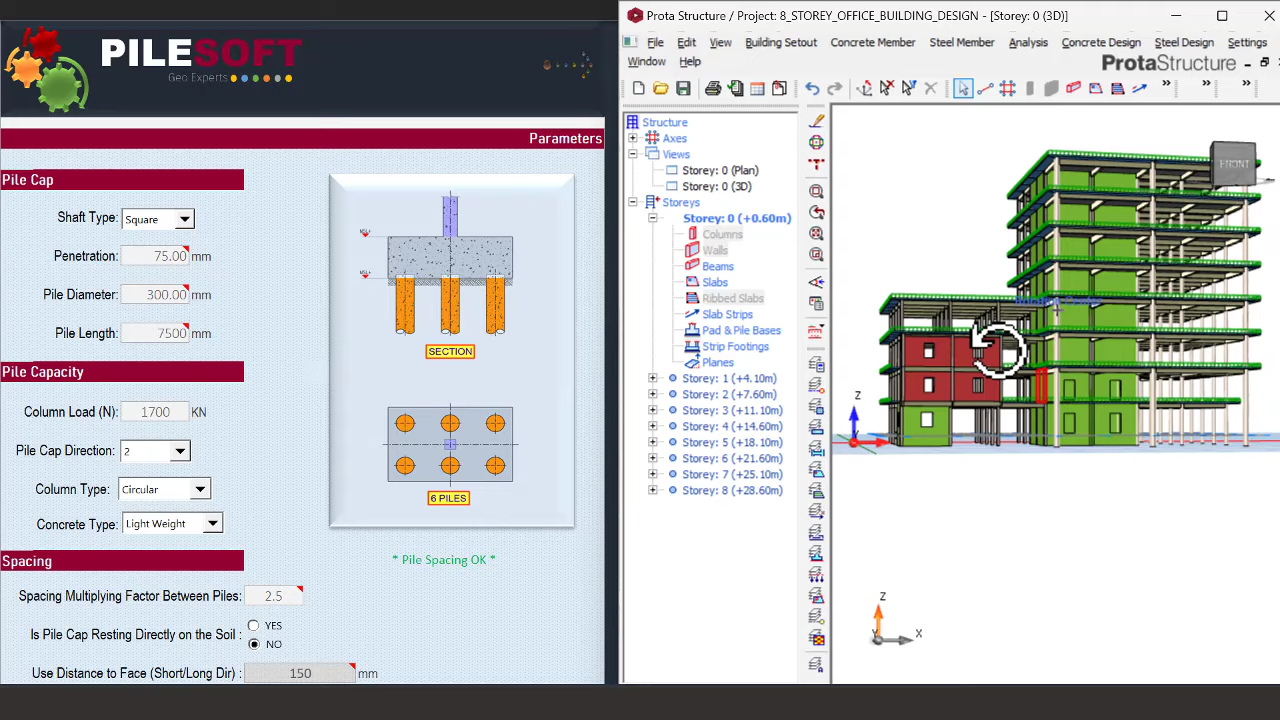 PILESOFT
Geo Experts
Parameters
Pile Cap
Shaft Type: Square
Penetration: 75.00 mm
Pile Diameter: 300.00 mm
Pile Length: 7500 mm
SECTION
Pile Capacity
Column Load (N): 1700 KN
Pile Cap Direction: 2
Column Type: Circular
Concrete Type: Light Weight
6 PILES
Spacing
* Pile Spacing OK *
Spacing Multiplying Factor Between Piles: 2.5
Is Pile Cap Resting Directly on the Soil : YES
NO
Use Distance to Face (Short/Long Dir) : 150 mm
Prota Structure / Project: 8_STOREY_OFFICE_BUILDING_DESIGN - [Storey: 0 (3D)]
File Edit View Building Setout Concrete Member Steel Member Analysis Concrete Design Steel Design Settings
Window Help
ProtaStructure
Structure
Axes
Views
Storey: 0 (Plan)
Storey: 0 (3D)
Storeys
Storey: 0 (+0.60m)
Columns
Walls
Beams
Slabs
Ribbed Slabs
Slab Strips
Pad & Pile Bases
Strip Footings
Planes
Storey: 1 (+4.10m)
Storey: 2 (+7.60m)
Storey: 3 (+11.10m)
Storey: 4 (+14.60m)
Storey: 5 (+18.10m)
Storey: 6 (+21.60m)
Storey: 7 (+25.10m)
Storey: 8 (+28.60m)
FRONT
Z
Z
Y
X